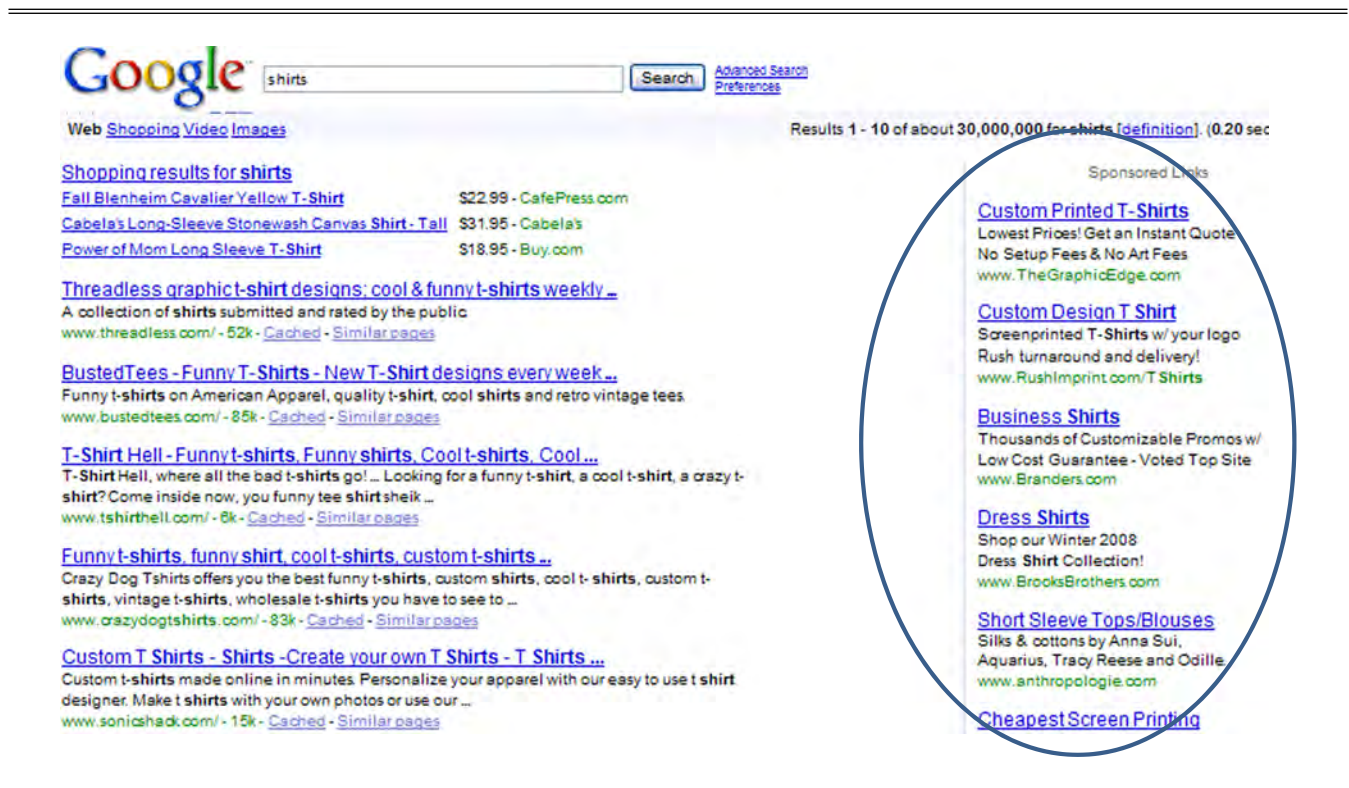 Google
shirts
Search
Advanced Search
Preferences
Web Shopping Video Images
Results 1 - 10 of about 30,000,000 for shirts [definition]. (0.20 sec
Shopping results for shirts
Fall Blenheim Cavalier Yellow T-Shirt $22.99 - CafePress.com
Cabela's Long-Sleeve Stonewash Canvas Shirt - Tall $31.95 - Cabela's
Power of Mom Long Sleeve T-Shirt $18.95 - Buy.com
Threadless graphic t-shirt designs; cool & funny t-shirts weekly ...
A collection of shirts submitted and rated by the public.
www.threadless.com/ - 52k - Cached - Similar pages
BustedTees - Funny T-Shirts - New T-Shirt designs every week ...
Funny t-shirts on American Apparel, quality t-shirt, cool shirts and retro vintage tees.
www.bustedtees.com/ - 85k - Cached - Similar pages
T-Shirt Hell - Funny t-shirts, Funny shirts, Cool t-shirts, Cool ...
T-Shirt Hell, where all the bad t-shirts go! ... Looking for a funny t-shirt, a cool t-shirt, a crazy t-
shirt? Come inside now, you funny tee shirt sheik ...
www.tshirthell.com/ - 6k - Cached - Similar pages
Funny t-shirts, funny shirt, cool t-shirts, custom t-shirts ...
Crazy Dog Tshirts offers you the best funny t-shirts, custom shirts, cool t- shirts, custom t-
shirts, vintage t-shirts, wholesale t-shirts you have to see to ...
www.crazydogtshirts.com/ - 83k - Cached - Similar pages
Custom T Shirts - Shirts -Create your own T Shirts - T Shirts ...
Custom t-shirts made online in minutes. Personalize your apparel with our easy to use t shirt
designer. Make t shirts with your own photos or use our ...
www.sonicshack.com/ - 15k - Cached - Similar pages
Sponsored Links
Custom Printed T-Shirts
Lowest Prices! Get an Instant Quote
No Setup Fees & No Art Fees
www.TheGraphicEdge.com
Custom Design T Shirt
Screenprinted T-Shirts w/ your logo
Rush turnaround and delivery!
www.RushImprint.com/TShirts
Business Shirts
Thousands of Customizable Promos w/
Low Cost Guarantee - Voted Top Site
www.Branders.com
Dress Shirts
Shop our Winter 2008
Dress Shirt Collection!
www.BrooksBrothers.com
Short Sleeve Tops/Blouses
Silks & cottons by Anna Sui,
Aquarius, Tracy Reese and Odille.
www.anthropologie.com
Cheapest Screen Printing